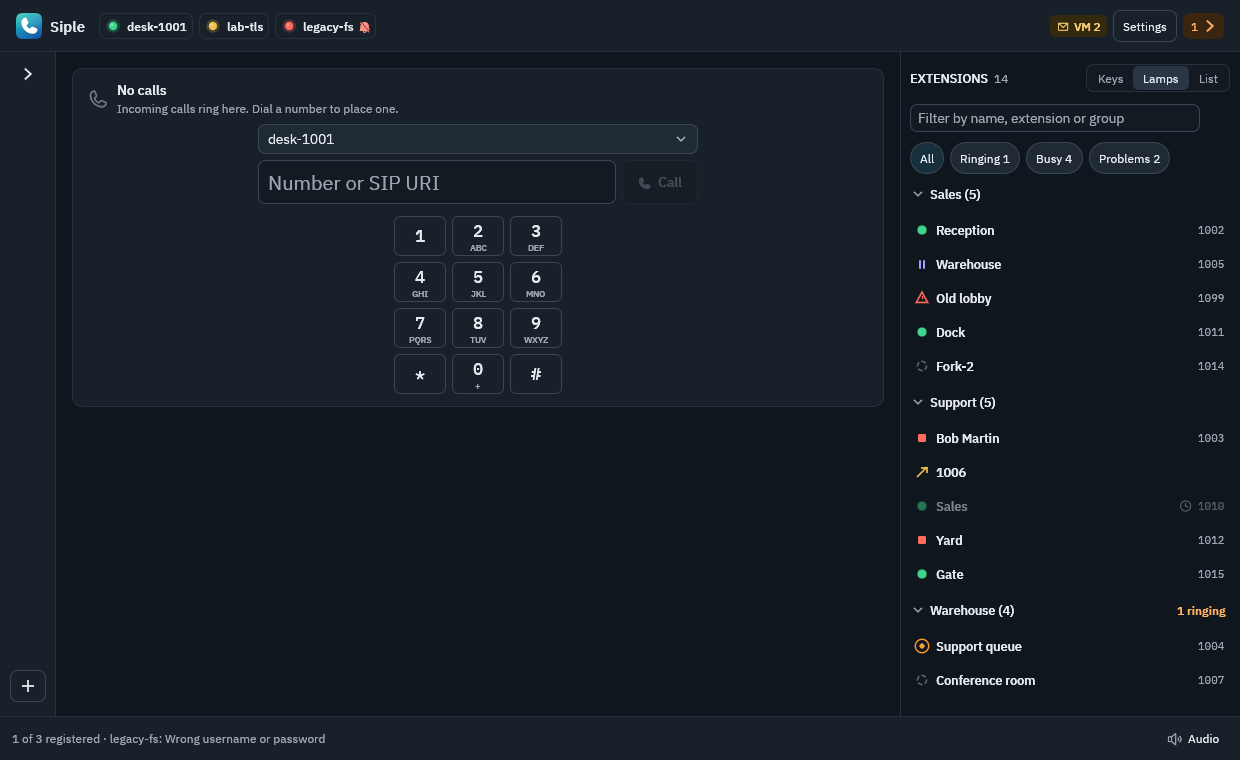 Siple
desk-1001
lab-tls
legacy-fs
VM 2
Settings
1
No calls
Incoming calls ring here. Dial a number to place one.
desk-1001
Number or SIP URI
Call
1
2
ABC
3
DEF
4
GHI
5
JKL
6
MNO
7
PQRS
8
TUV
9
WXYZ
*
0
+
#
EXTENSIONS 14
Keys
Lamps
List
Filter by name, extension or group
All
Ringing 1
Busy 4
Problems 2
Sales (5)
Reception 1002
Warehouse 1005
Old lobby 1099
Dock 1011
Fork-2 1014
Support (5)
Bob Martin 1003
1006
Sales 1010
Yard 1012
Gate 1015
Warehouse (4) 1 ringing
Support queue 1004
Conference room 1007
1 of 3 registered · legacy-fs: Wrong username or password
Audio